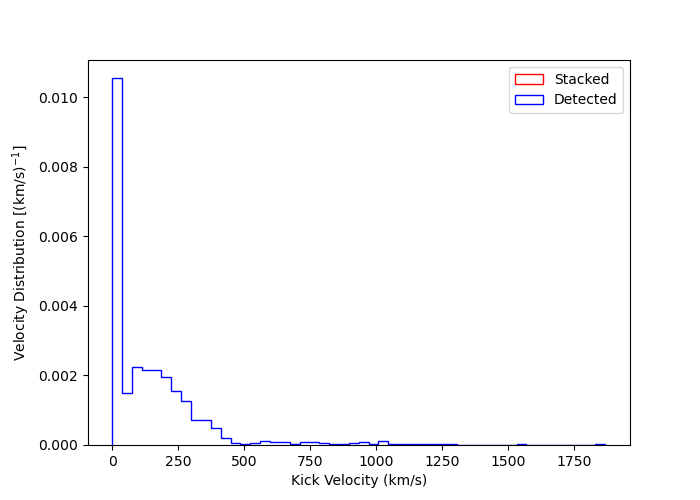 Stacked
Detected
0.010
0.008
0.006
0.004
0.002
0.000
Velocity Distribution [(km/s)⁻¹]
0 250 500 750 1000 1250 1500 1750
Kick Velocity (km/s)